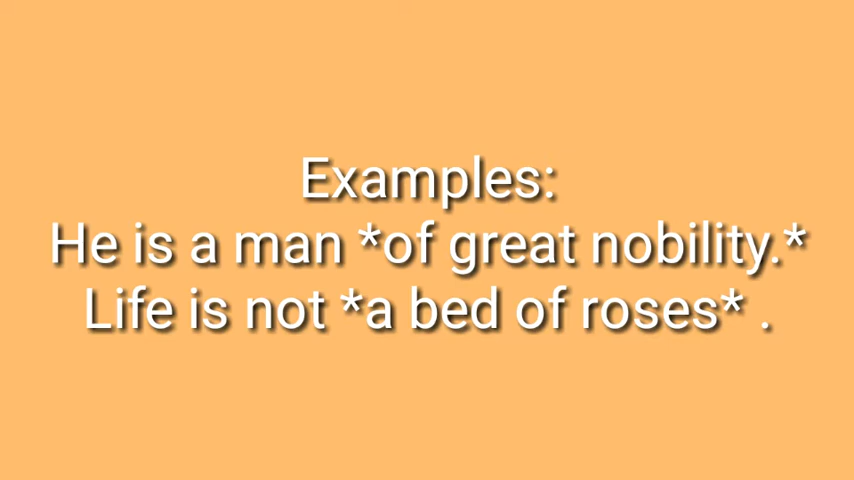 Examples:
He is a man *of great nobility.*
Life is not *a bed of roses* .